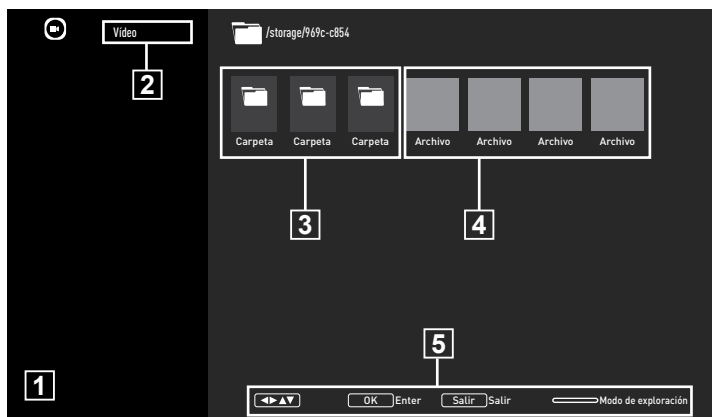 Vídeo
/storage/969c-c854
2
Carpeta Carpeta Carpeta Archivo Archivo Archivo Archivo
3 4
5
1
◄►▲▼ OK Enter Salir Salir Modo de exploración